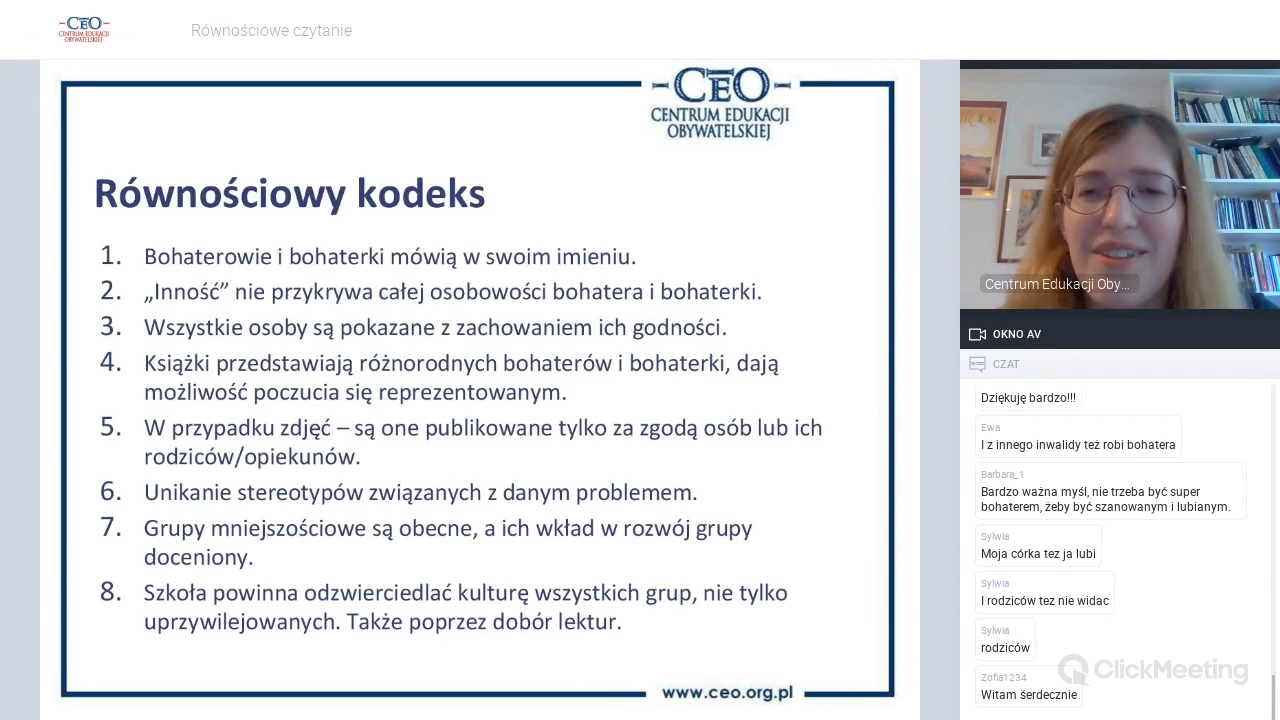 CEO
CENTRUM EDUKACJI
OBYWATELSKIEJ
Równościowe czytanie
CEO
CENTRUM EDUKACJI
OBYWATELSKIEJ
Równościowy kodeks
1. Bohaterowie i bohaterki mówią w swoim imieniu.
2. „Inność” nie przykrywa całej osobowości bohatera i bohaterki.
3. Wszystkie osoby są pokazane z zachowaniem ich godności.
4. Książki przedstawiają różnorodnych bohaterów i bohaterki, dają
możliwość poczucia się reprezentowanym.
5. W przypadku zdjęć – są one publikowane tylko za zgodą osób lub ich
rodziców/opiekunów.
6. Unikanie stereotypów związanych z danym problemem.
7. Grupy mniejszościowe są obecne, a ich wkład w rozwój grupy
doceniony.
8. Szkoła powinna odzwierciedlać kulturę wszystkich grup, nie tylko
uprzywilejowanych. Także poprzez dobór lektur.
www.ceo.org.pl
Centrum Edukacji Oby...
OKNO AV
CZAT
Dziękuję bardzo!!!
Ewa
I z innego inwalidy też robi bohatera
Barbara_1
Bardzo ważna myśl, nie trzeba być super
bohaterem, żeby być szanowanym i lubianym.
Sylwia
Moja córka tez ja lubi
Sylwia
I rodziców tez nie widac
Sylwia
rodziców
Zofia1234
Witam śerdecznie
ClickMeeting